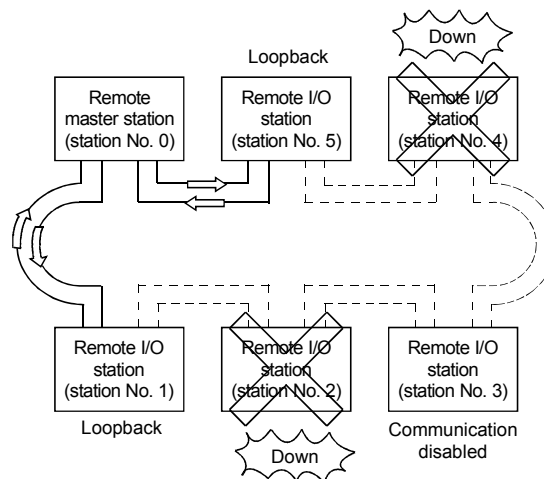 Down
Loopback
Remote
master station
(station No. 0)
Remote I/O
station
(station No. 5)
Remote I/O
station
(station No. 4)
Remote I/O
station
(station No. 1)
Remote I/O
station
(station No. 2)
Remote I/O
station
(station No. 3)
Loopback
Down
Communication
disabled